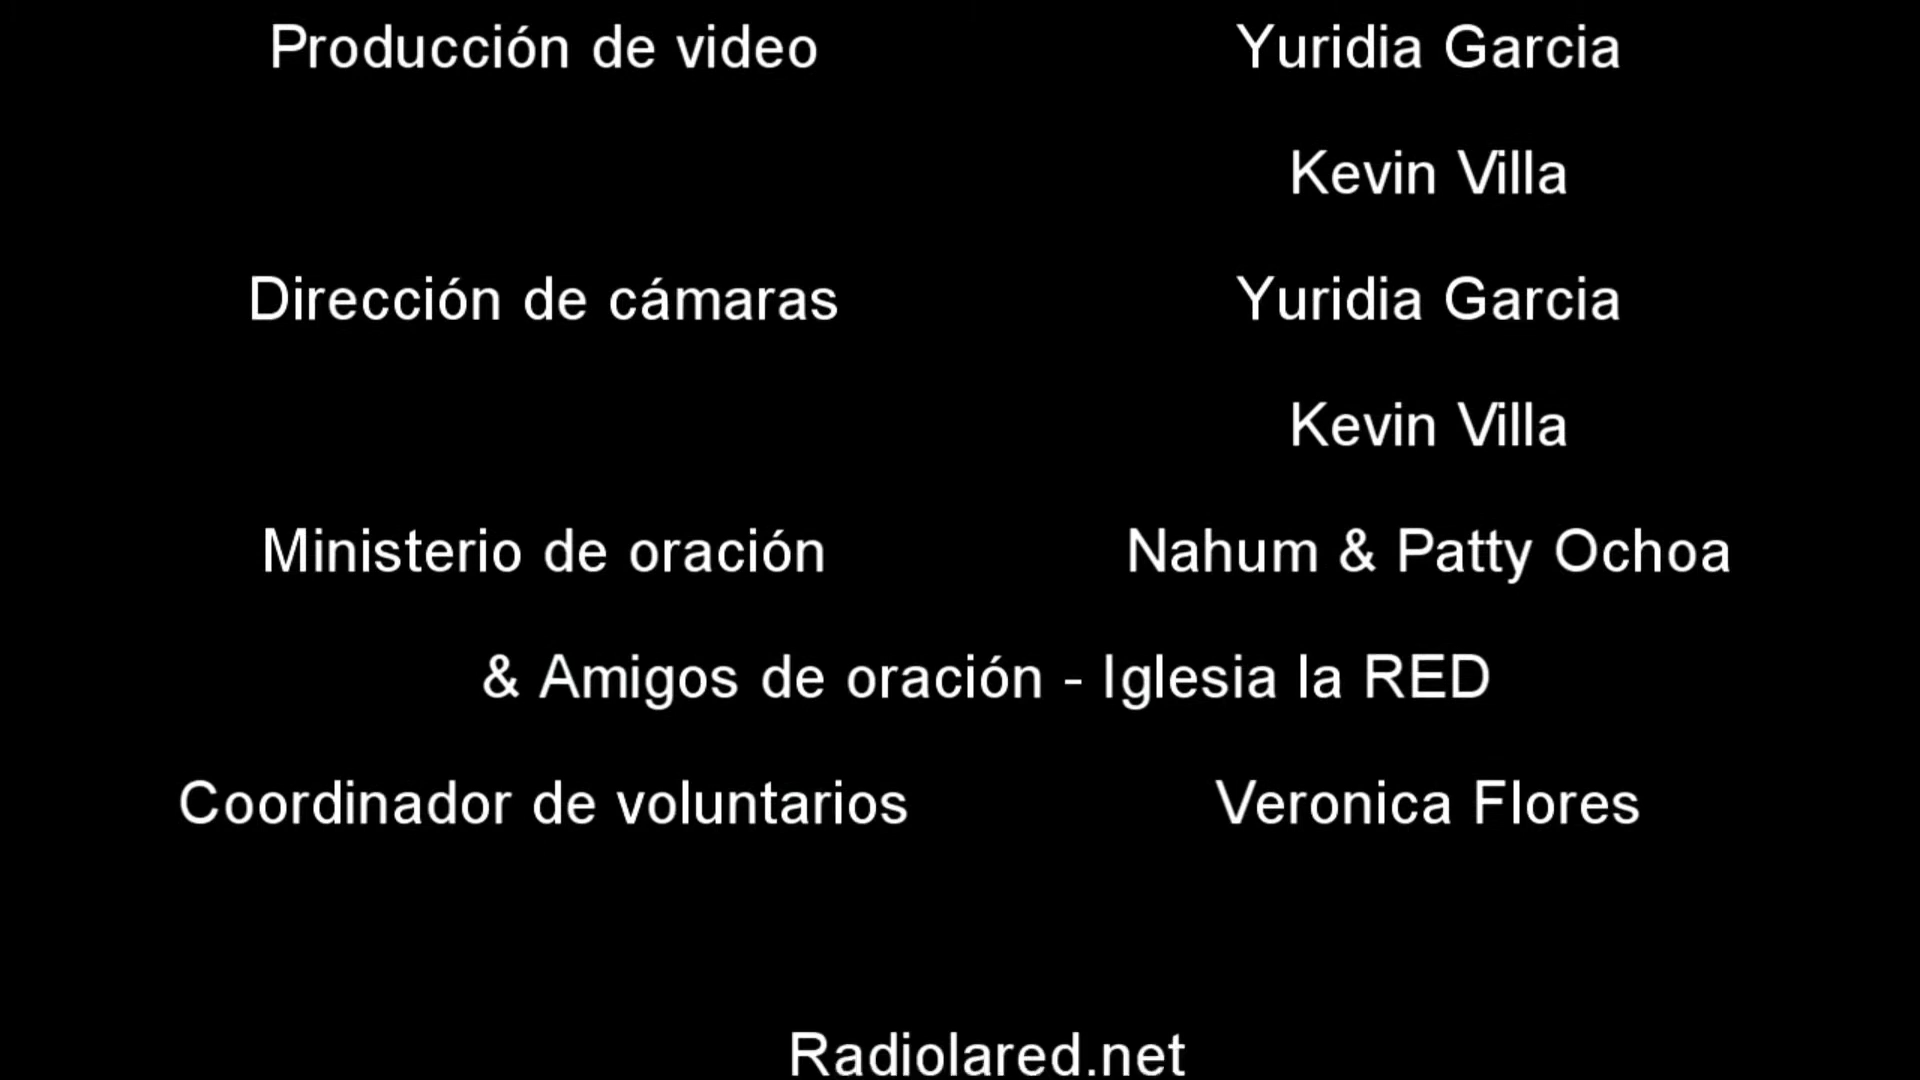 Producción de video Yuridia Garcia
Kevin Villa
Dirección de cámaras Yuridia Garcia
Kevin Villa
Ministerio de oración Nahum & Patty Ochoa
& Amigos de oración - Iglesia la RED
Coordinador de voluntarios Veronica Flores
Radiolared.net